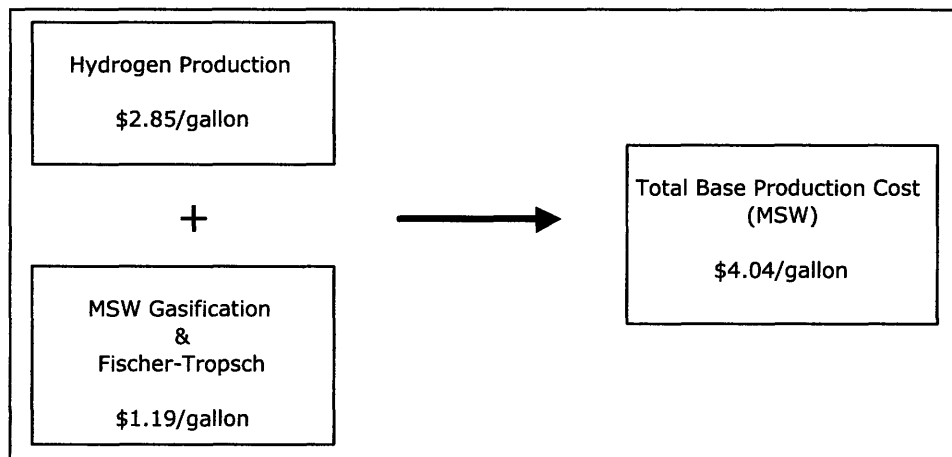 Hydrogen Production
$2.85/gallon
+
MSW Gasification
&
Fischer-Tropsch
$1.19/gallon
Total Base Production Cost
(MSW)
$4.04/gallon